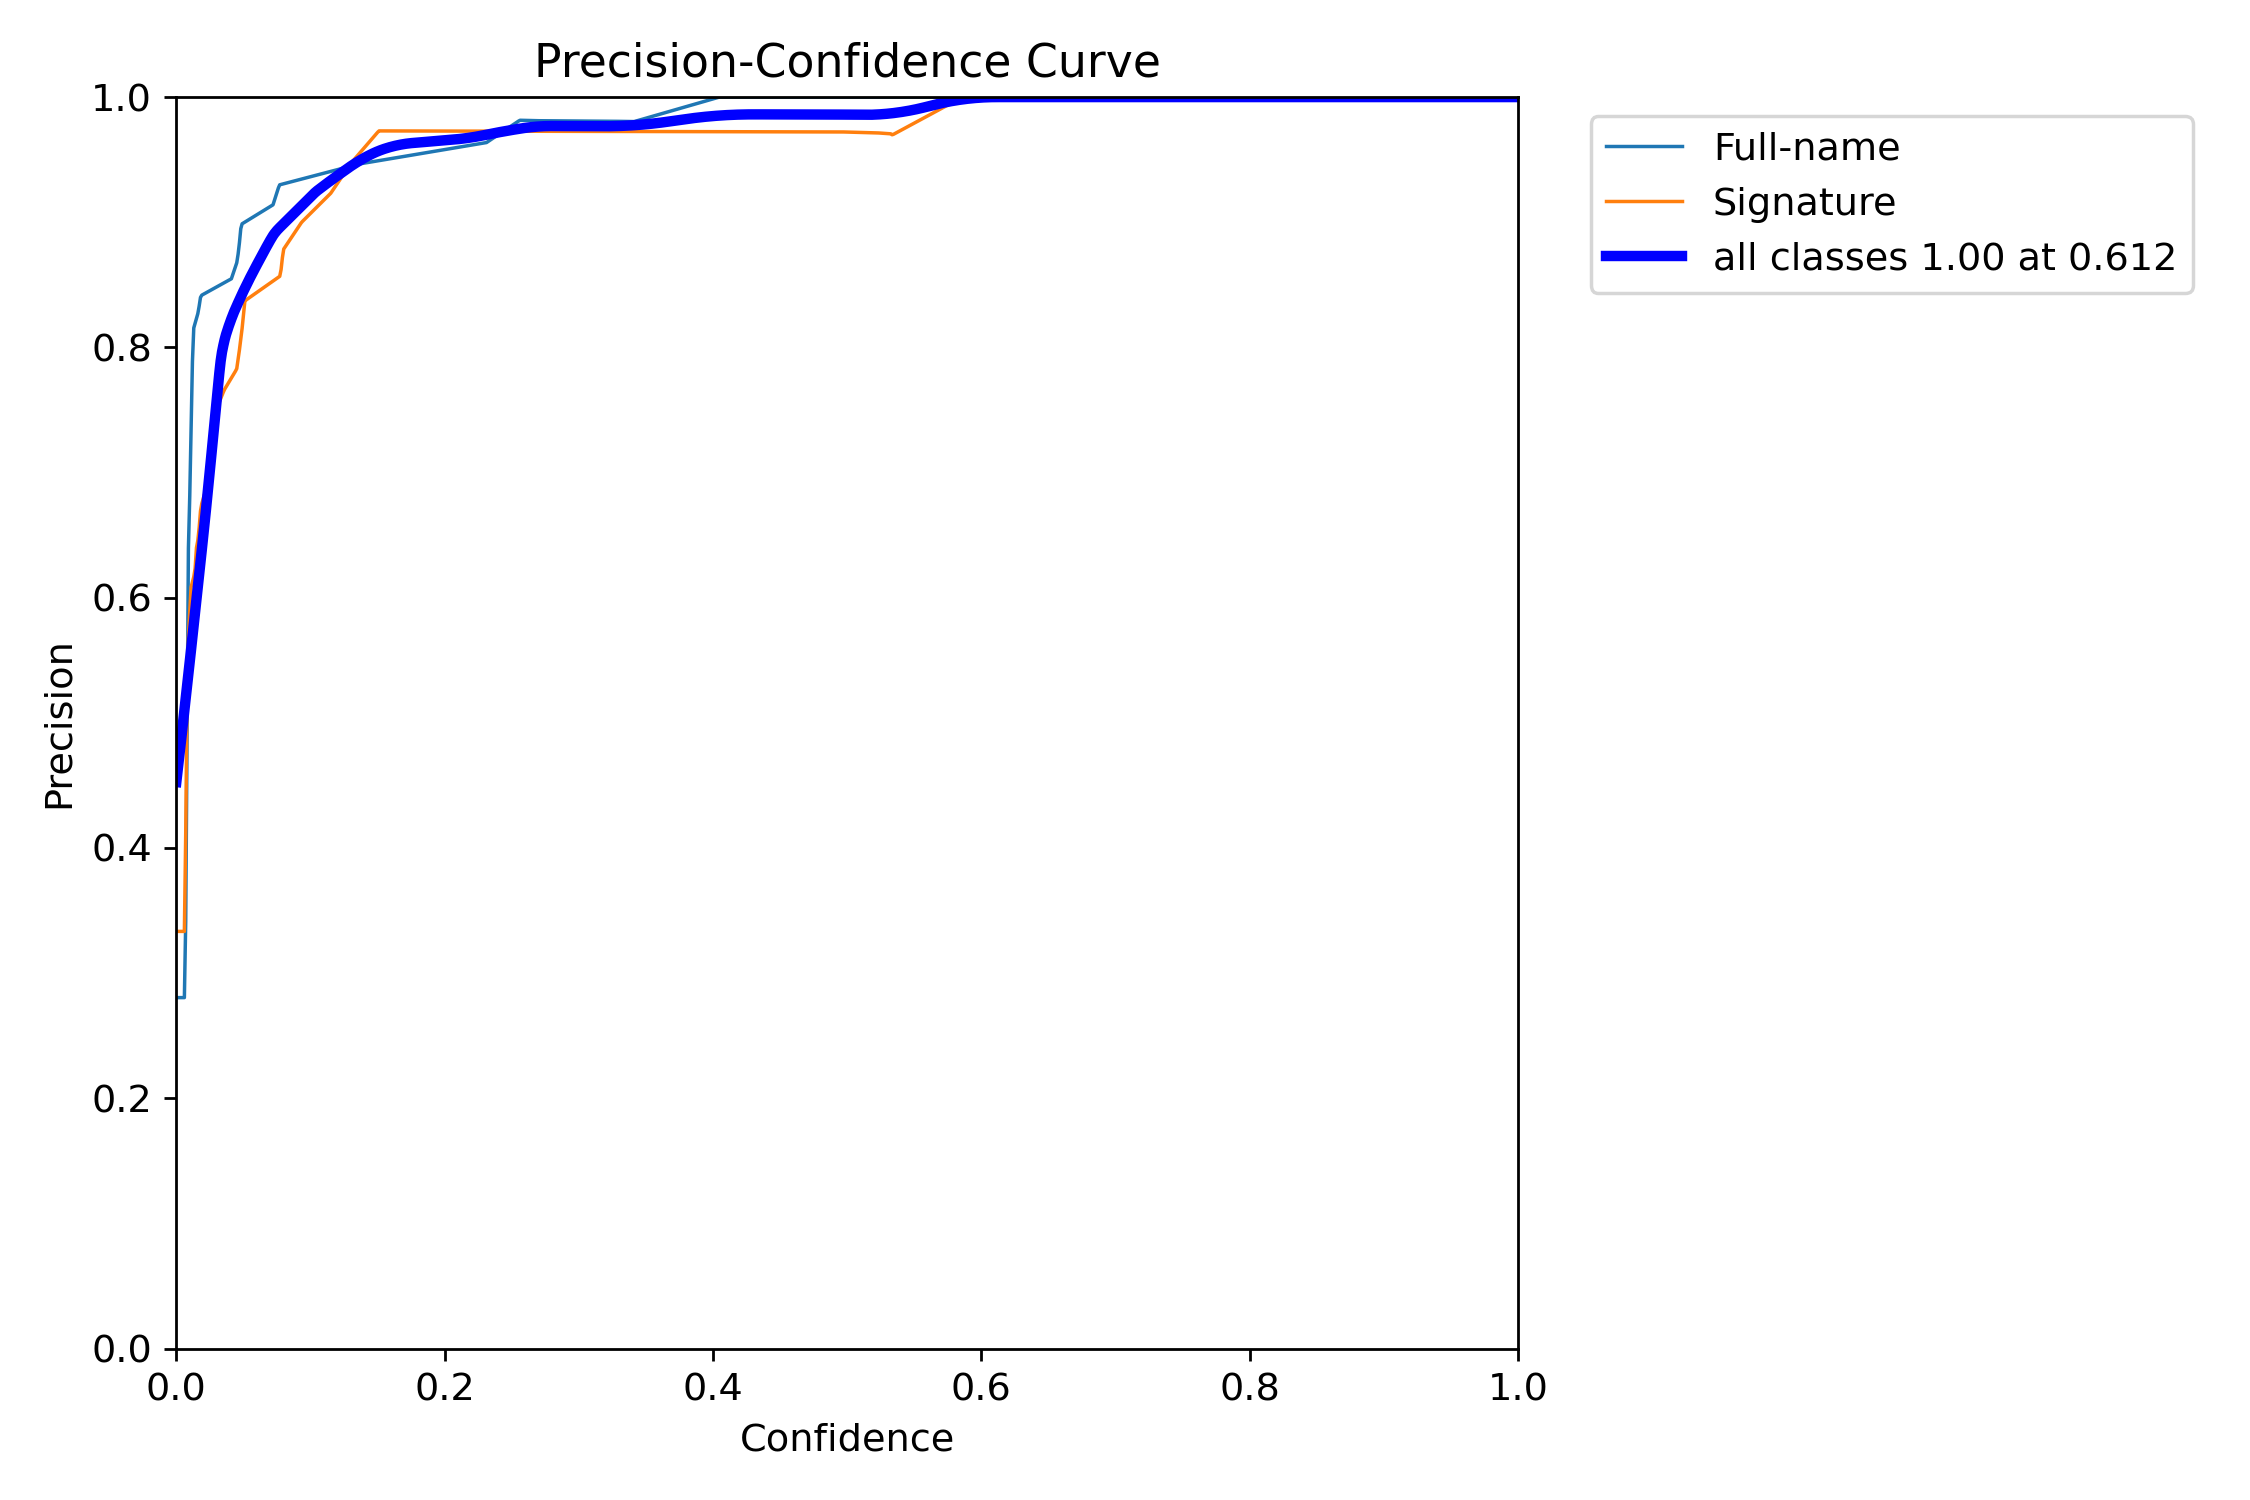 Precision-Confidence Curve
1.0
0.8
0.6
0.4
0.2
0.0
Precision
0.0 0.2 0.4 0.6 0.8 1.0
Confidence
Full-name
Signature
all classes 1.00 at 0.612